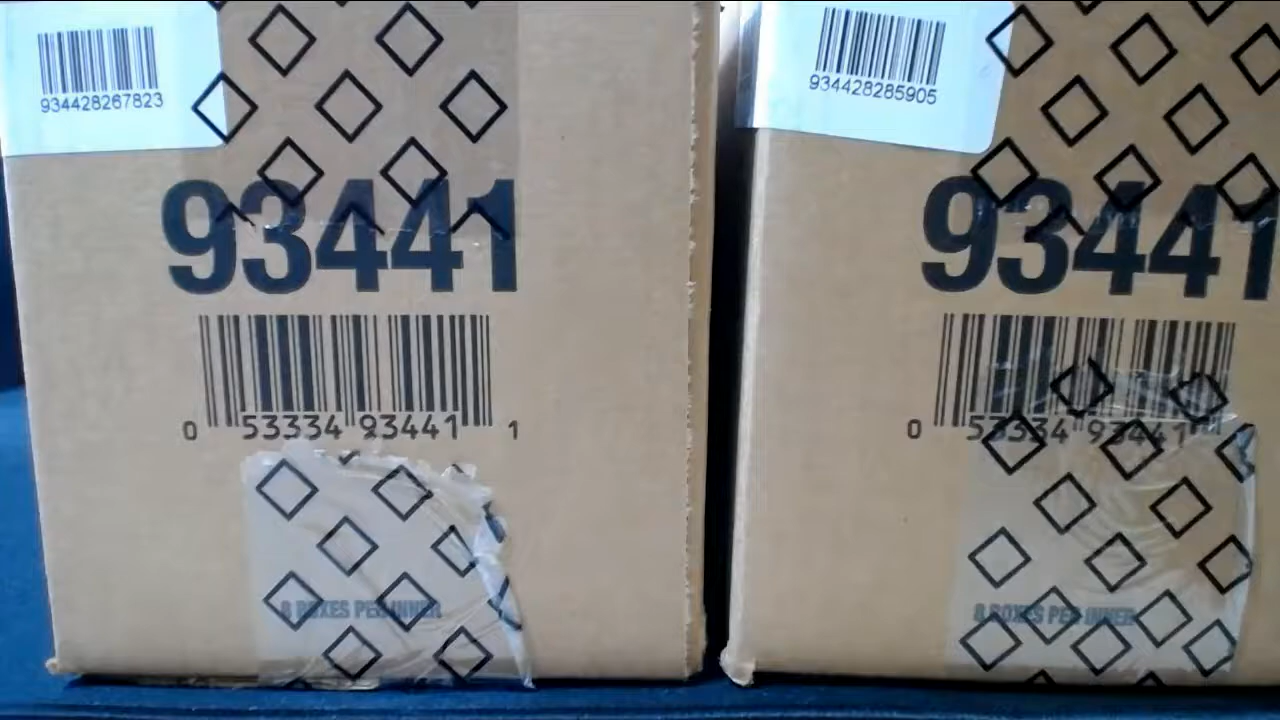 934428267823
93441
0 53334 93441 1
8 BOXES PER INNER
934428285905
93441
0 53334 93441
8 BOXES PER INNER